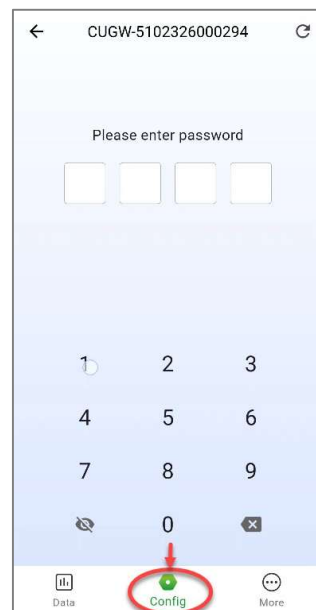 CUGW-5102326000294
Please enter password
1 2 3
4 5 6
7 8 9
0
Data Config More